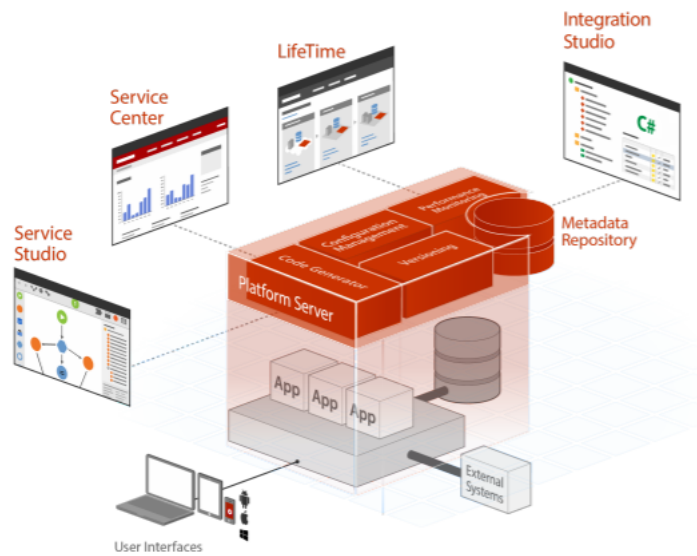 Integration
Studio
LifeTime
Service
Center
C#
Performance
Monitoring
Metadata
Repository
Configuration
Management
Service
Studio
Code Generator
Versioning
Platform Server
App
App
App
External
Systems
User Interfaces